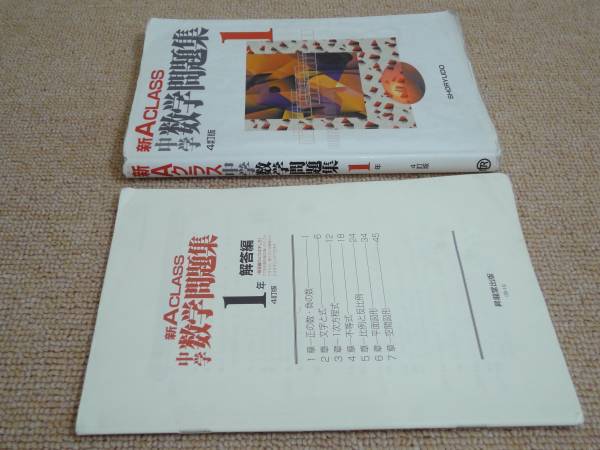 新ACLASS
中学数学問題集
1
4訂版
SHORYUDO
新Aクラス
中学数学問題集
1年
4訂版
新ACLASS
中学数学問題集
1年
4訂版
解答編
1章—正の数・負の数—1
2章—文字と式—6
3章—1次方程式—12
4章—不等式—18
5章—比例と反比例—24
6章—平面図形—34
7章—空間図形—45
昇龍堂出版